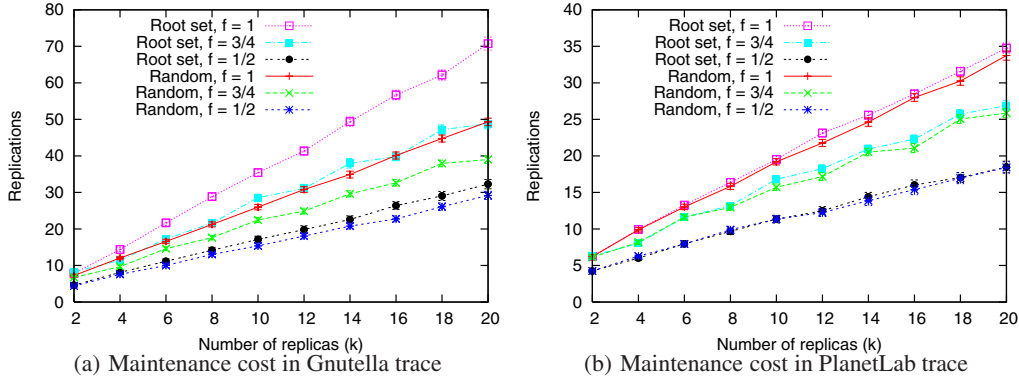 80
70
60
50
40
30
20
10
0
Replications
Root set, f = 1
Root set, f = 3/4
Root set, f = 1/2
Random, f = 1
Random, f = 3/4
Random, f = 1/2
2 4 6 8 10 12 14 16 18 20
Number of replicas (k)
(a) Maintenance cost in Gnutella trace
40
35
30
25
20
15
10
5
0
Replications
Root set, f = 1
Root set, f = 3/4
Root set, f = 1/2
Random, f = 1
Random, f = 3/4
Random, f = 1/2
2 4 6 8 10 12 14 16 18 20
Number of replicas (k)
(b) Maintenance cost in PlanetLab trace